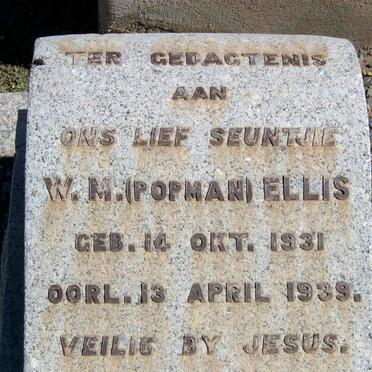 TER GEDAGTENIS
AAN
ONS LIEF SEUNTJIE
W. M. (POPMAN) ELLIS
GEB. 14 OKT. 1931
OORL. 13 APRIL 1939.
VEILIG BY JESUS.